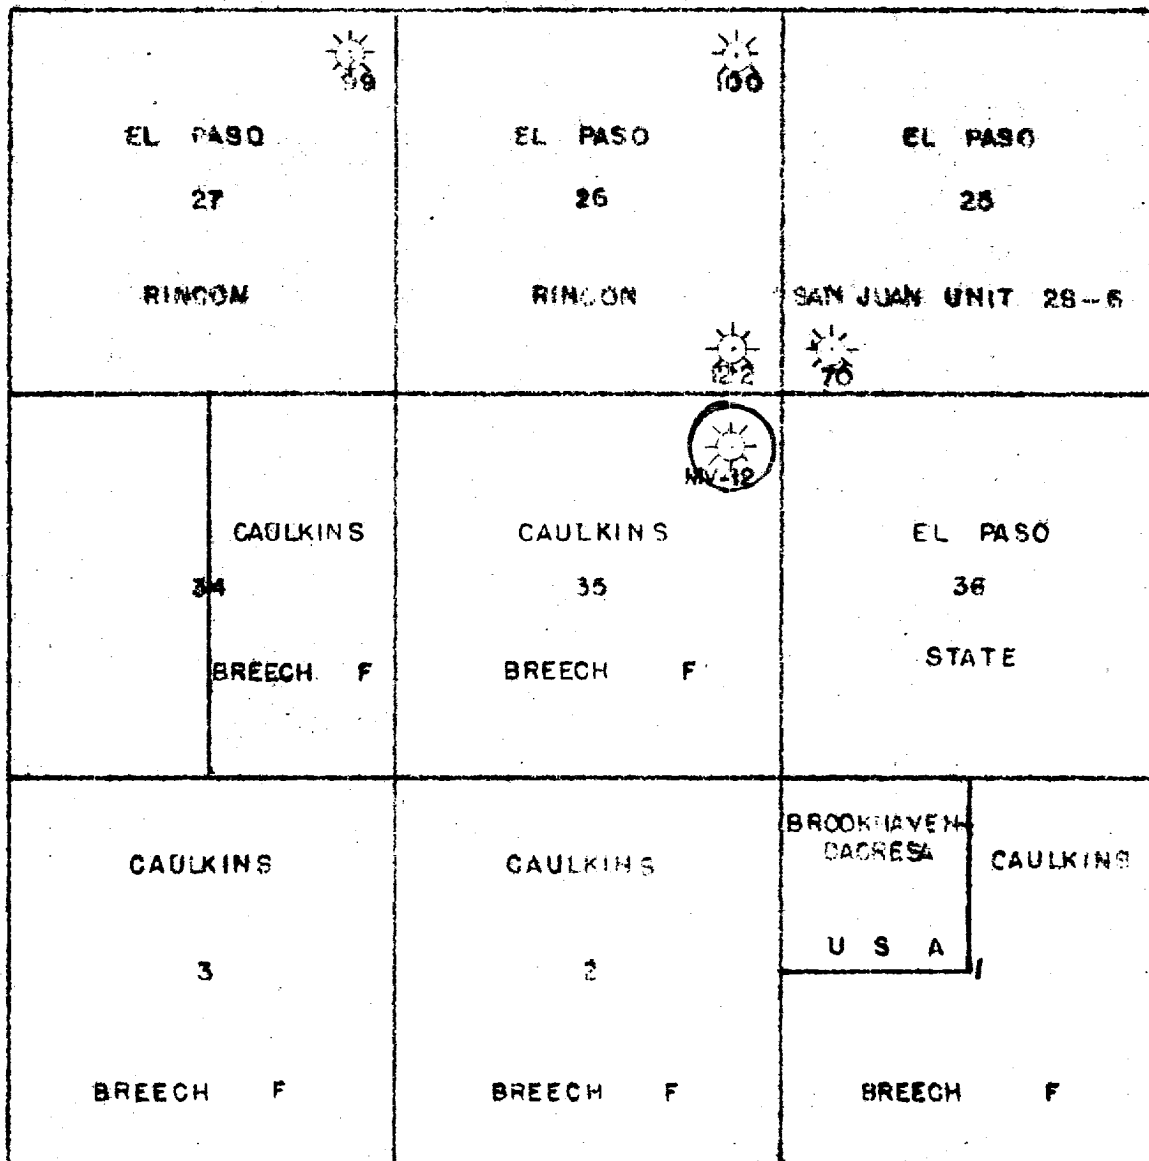 99
100
EL PASO
EL PASO
EL PASO
27
26
25
RINCON
RINCON
SAN JUAN UNIT 28-6
122
70
MV-12
CAULKINS
CAULKINS
EL PASO
34
35
36
BREECH F
BREECH F
STATE
BROOKHAVEN-
DACRESA
CAULKINS
CAULKINS
CAULKINS
U S A
3
2
1
BREECH F
BREECH F
BREECH F